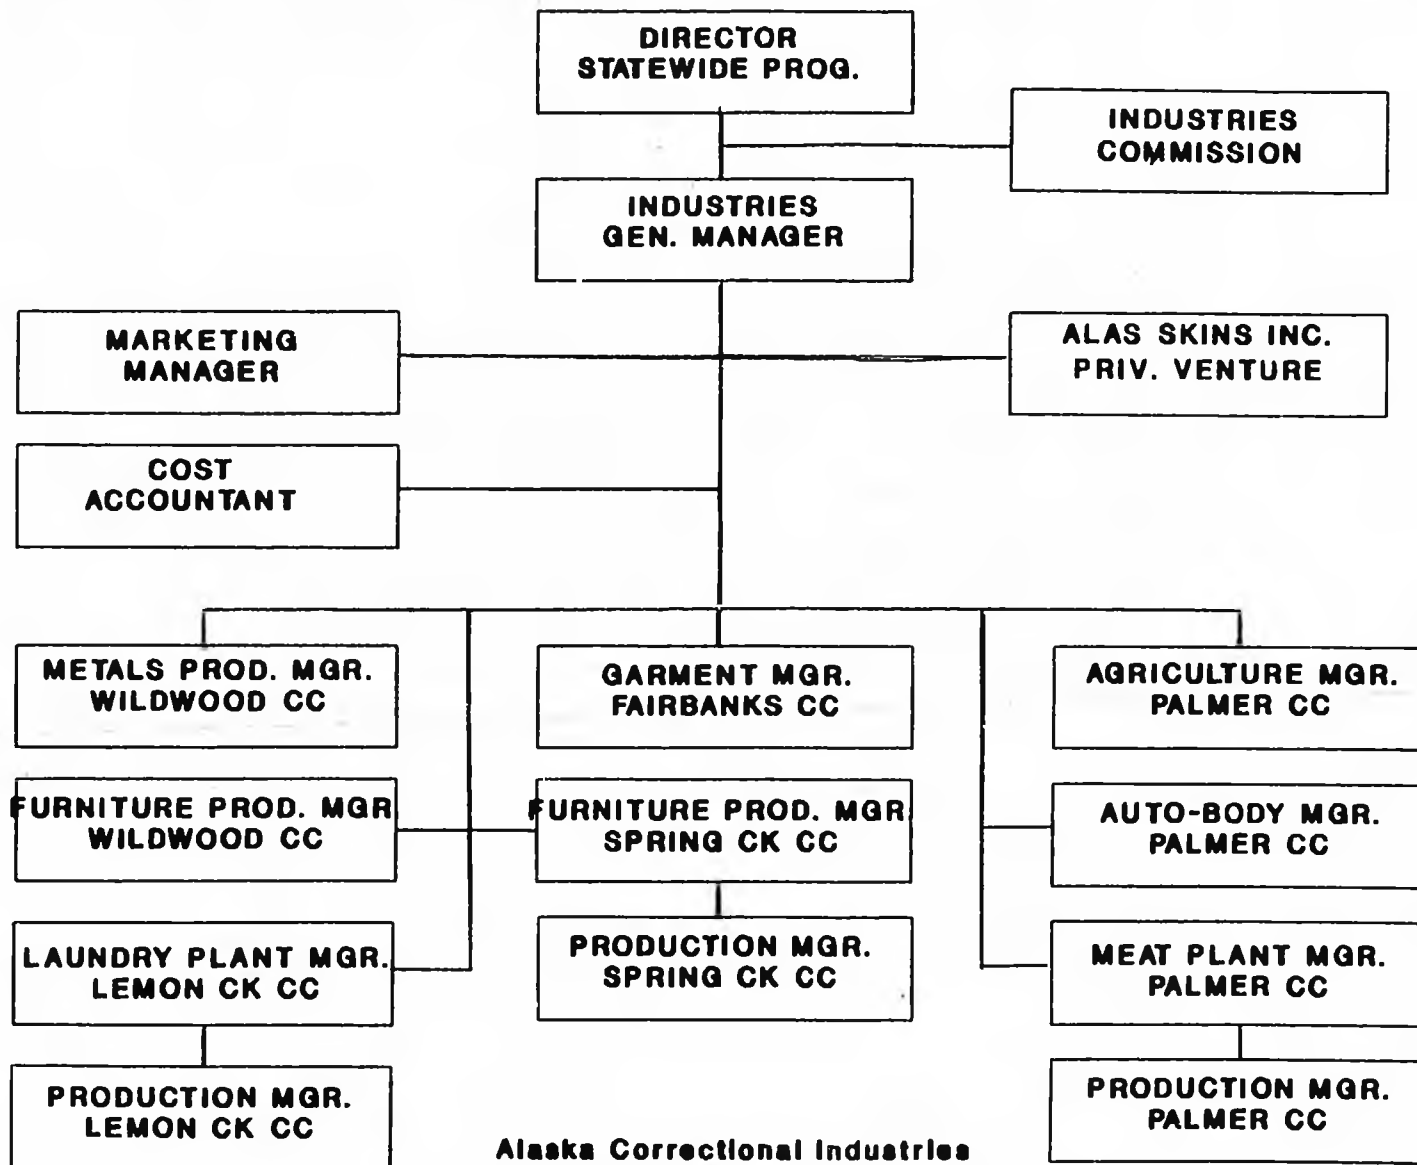 DIRECTOR
STATEWIDE PROG.
INDUSTRIES
COMMISSION
INDUSTRIES
GEN. MANAGER
MARKETING
MANAGER
ALAS SKINS INC.
PRIV. VENTURE
COST
ACCOUNTANT
METALS PROD. MGR.
WILDWOOD CC
GARMENT MGR.
FAIRBANKS CC
AGRICULTURE MGR.
PALMER CC
FURNITURE PROD. MGR
WILDWOOD CC
FURNITURE PROD. MGR
SPRING CK CC
AUTO-BODY MGR.
PALMER CC
LAUNDRY PLANT MGR.
LEMON CK CC
PRODUCTION MGR.
SPRING CK CC
MEAT PLANT MGR.
PALMER CC
PRODUCTION MGR.
LEMON CK CC
PRODUCTION MGR.
PALMER CC
Alaska Correctional Industries